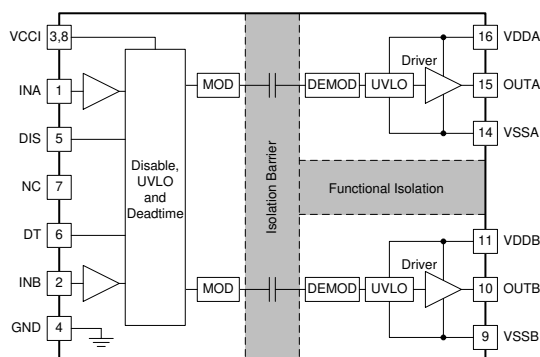 VCCI 3,8
INA 1
DIS 5
NC 7
DT 6
INB 2
GND 4
Disable,
UVLO
and
Deadtime
MOD
MOD
Isolation Barrier
DEMOD UVLO Driver
16 VDDA
15 OUTA
14 VSSA
Functional Isolation
DEMOD UVLO Driver
11 VDDB
10 OUTB
9 VSSB